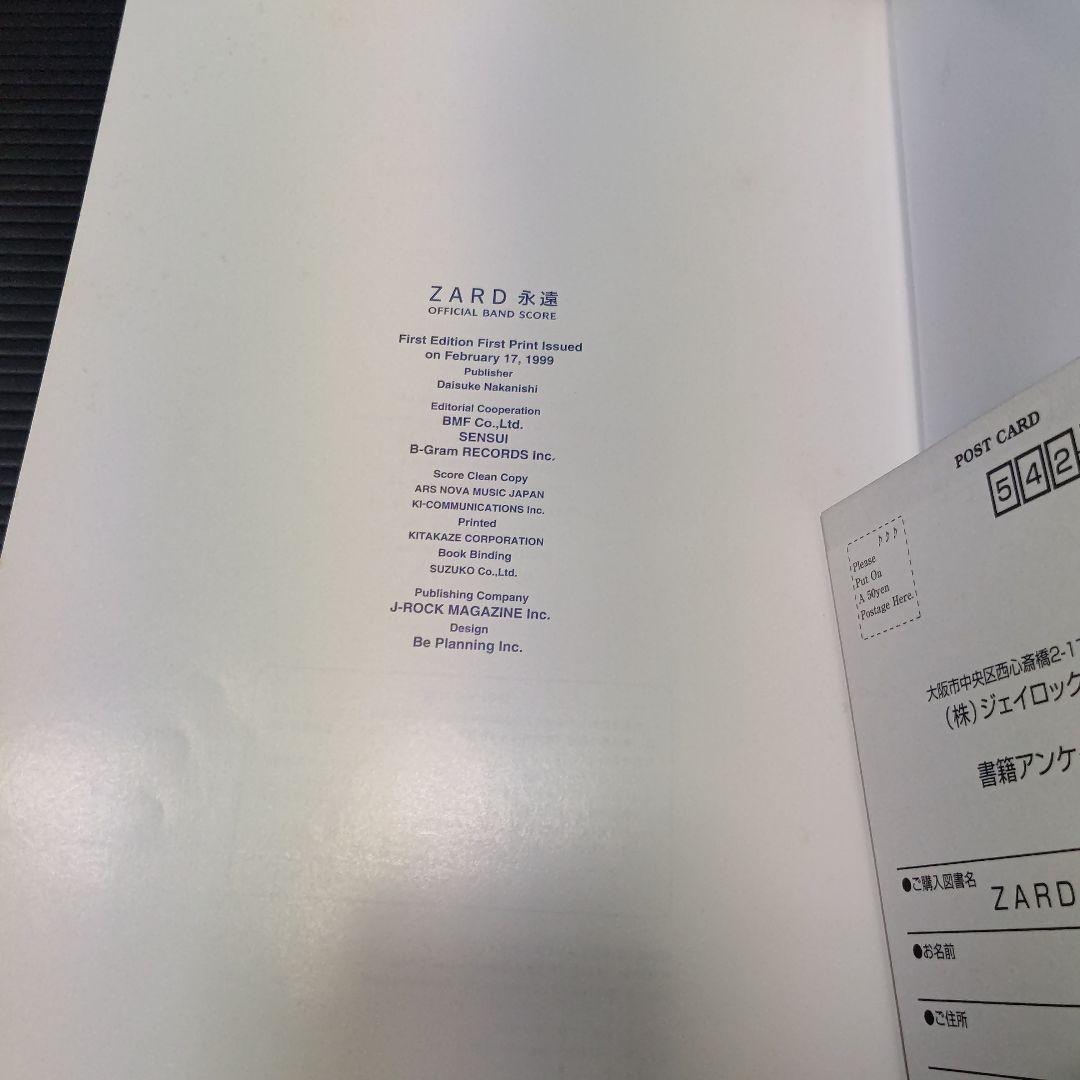 ZARD 永遠
OFFICIAL BAND SCORE
First Edition First Print Issued
on February 17, 1999
Publisher
Daisuke Nakanishi
Editorial Cooperation
BMF Co.,Ltd.
SENSUI
B-Gram RECORDS Inc.
Score Clean Copy
ARS NOVA MUSIC JAPAN
KI-COMMUNICATIONS Inc.
Printed
KITAKAZE CORPORATION
Book Binding
SUZUKO Co.,Ltd.
Publishing Company
J-ROCK MAGAZINE Inc.
Design
Be Planning Inc.
POST CARD
542
Please
Put On
A 50yen
Postage Here.
大阪市中央区西心斎橋2-1
(株)ジェイロック
書籍アンケ
●ご購入図書名 ZARD
●お名前
●ご住所